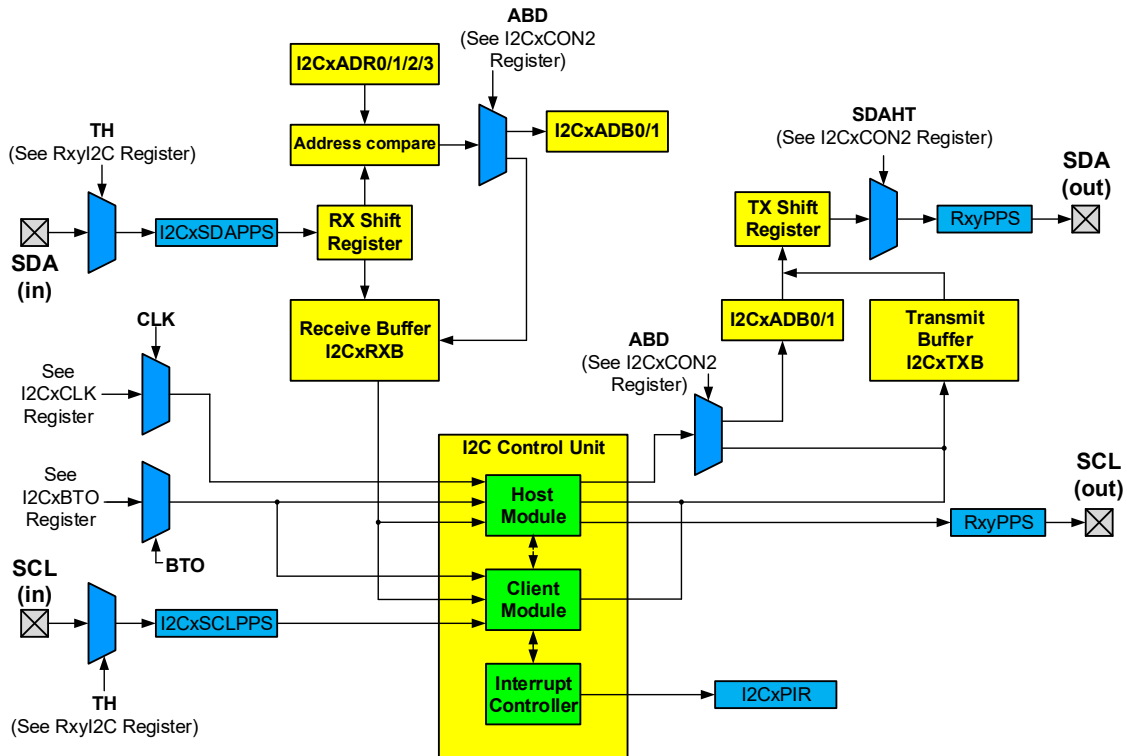 ABD
(See I2CxCON2
Register)
I2CxADR0/1/2/3
TH
(See RxyI2C Register)
Address compare
I2CxADB0/1
SDAHT
(See I2CxCON2 Register)
SDA
(out)
I2CxSDAPPS
RX Shift
Register
TX Shift
Register
RxyPPS
SDA
(in)
CLK
Receive Buffer
I2CxRXB
I2CxADB0/1
Transmit
Buffer
I2CxTXB
See
I2CxCLK
Register
ABD
(See I2CxCON2
Register)
I2C Control Unit
See
I2CxBTO
Register
Host
Module
SCL
(out)
RxyPPS
BTO
SCL
(in)
Client
Module
I2CxSCLPPS
Interrupt
Controller
I2CxPIR
TH
(See RxyI2C Register)